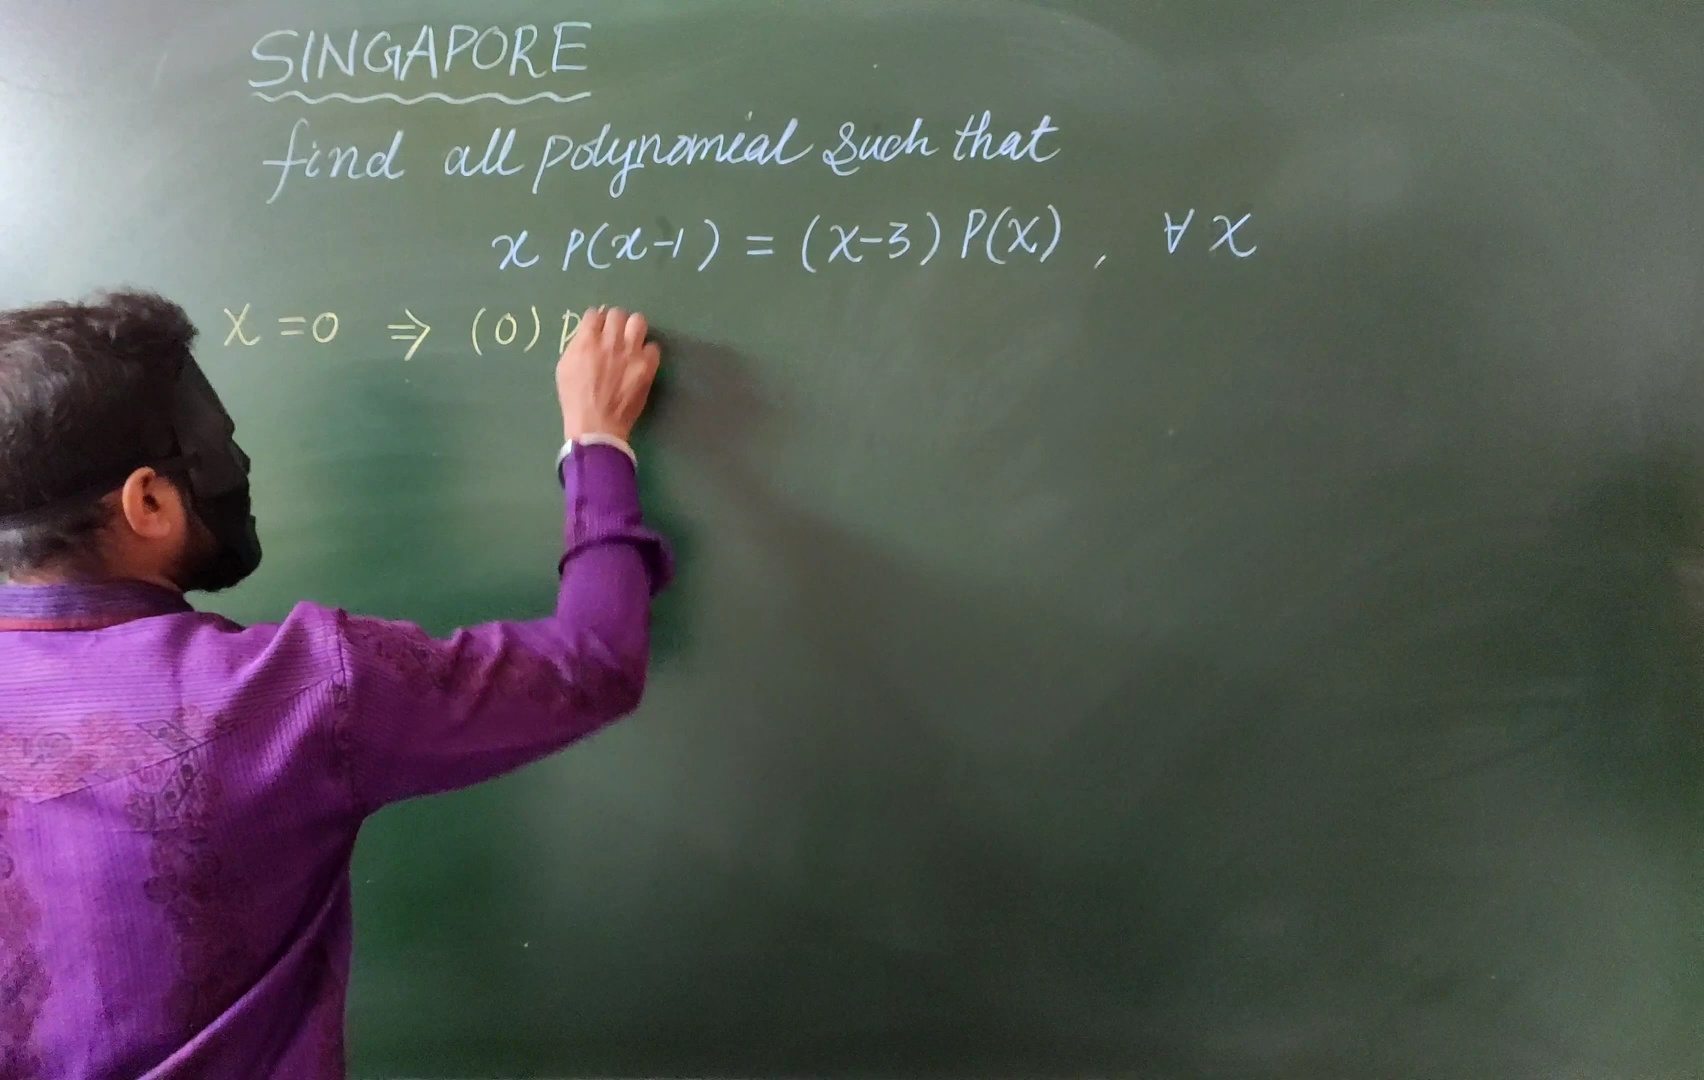 SINGAPORE
find all polynomial such that
x P(x-1) = (x-3) P(x) , ∀ x
x = 0 ⇒ (0) P